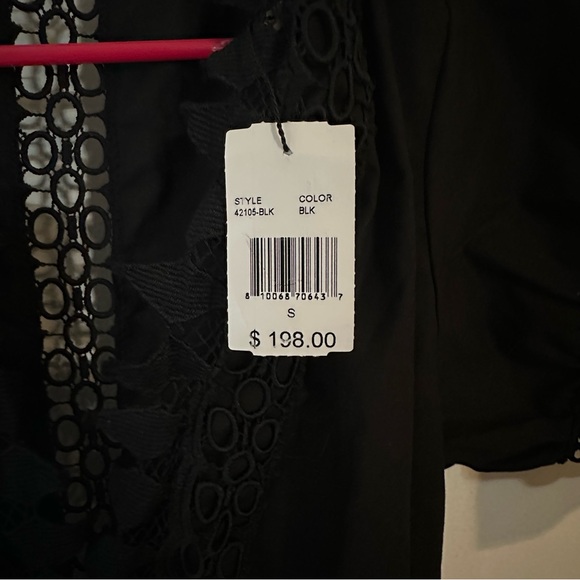 STYLE COLOR
42105-BLK BLK
8 10068 70643 7
S
$ 198.00